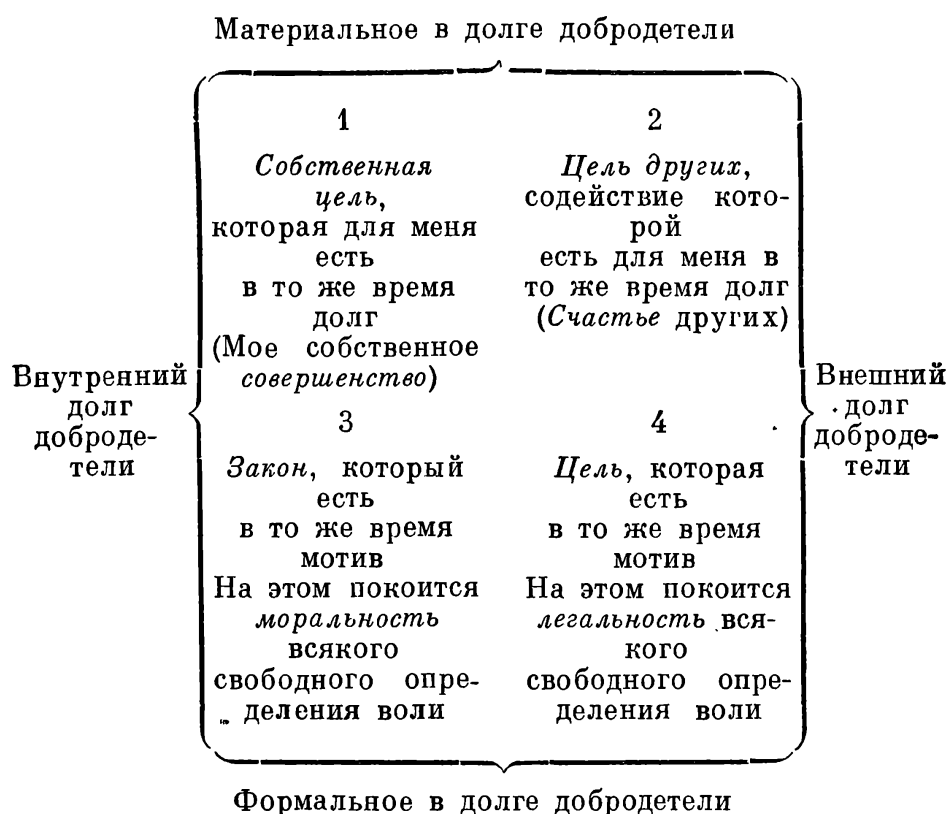 Материальное в долге добродетели
1
Собственная
цель,
которая для меня
есть
в то же время
долг
(Мое собственное
совершенство)
2
Цель других,
содействие кото-
рой
есть для меня в
то же время долг
(Счастье других)
Внутренний
долг
доброде-
тели
3
Закон, который
есть
в то же время
мотив
На этом покоится
моральность
всякого
свободного опре-
деления воли
4
Цель, которая
есть
в то же время
мотив
На этом покоится
легальность вся-
кого
свободного опре-
деления воли
Внешний
долг
доброде-
тели
Формальное в долге добродетели